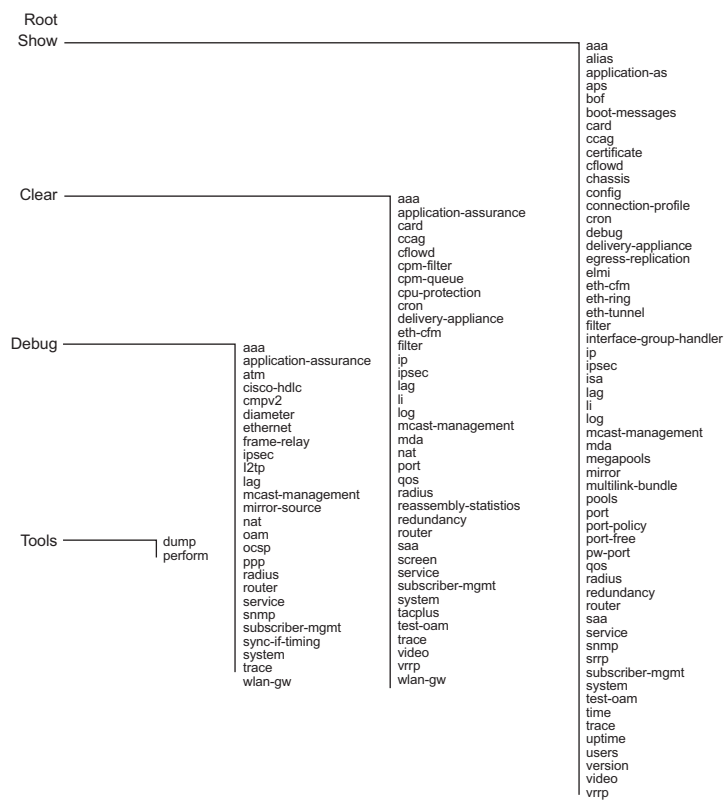 Root
Show
aaa
alias
application-as
aps
bof
boot-messages
card
ccag
certificate
cflowd
chassis
config
connection-profile
cron
debug
delivery-appliance
egress-replication
elmi
eth-cfm
eth-ring
eth-tunnel
filter
interface-group-handler
ip
ipsec
isa
lag
li
log
mcast-management
mda
megapools
mirror
multilink-bundle
pools
port
port-policy
port-free
pw-port
qos
radius
redundancy
router
saa
service
snmp
srrp
subscriber-mgmt
system
test-oam
time
trace
uptime
users
version
video
vrrp
Clear
aaa
application-assurance
card
ccag
cflowd
cpm-filter
cpm-queue
cpu-protection
cron
delivery-appliance
eth-cfm
filter
ip
ipsec
lag
li
log
mcast-management
mda
nat
port
qos
radius
reassembly-statistios
redundancy
router
saa
screen
service
subscriber-mgmt
system
tacplus
test-oam
trace
video
vrrp
wlan-gw
Debug
aaa
application-assurance
atm
cisco-hdlc
cmpv2
diameter
ethernet
frame-relay
ipsec
l2tp
lag
mcast-management
mirror-source
nat
oam
ocsp
ppp
radius
router
service
snmp
subscriber-mgmt
sync-if-timing
system
trace
wlan-gw
Tools
dump
perform